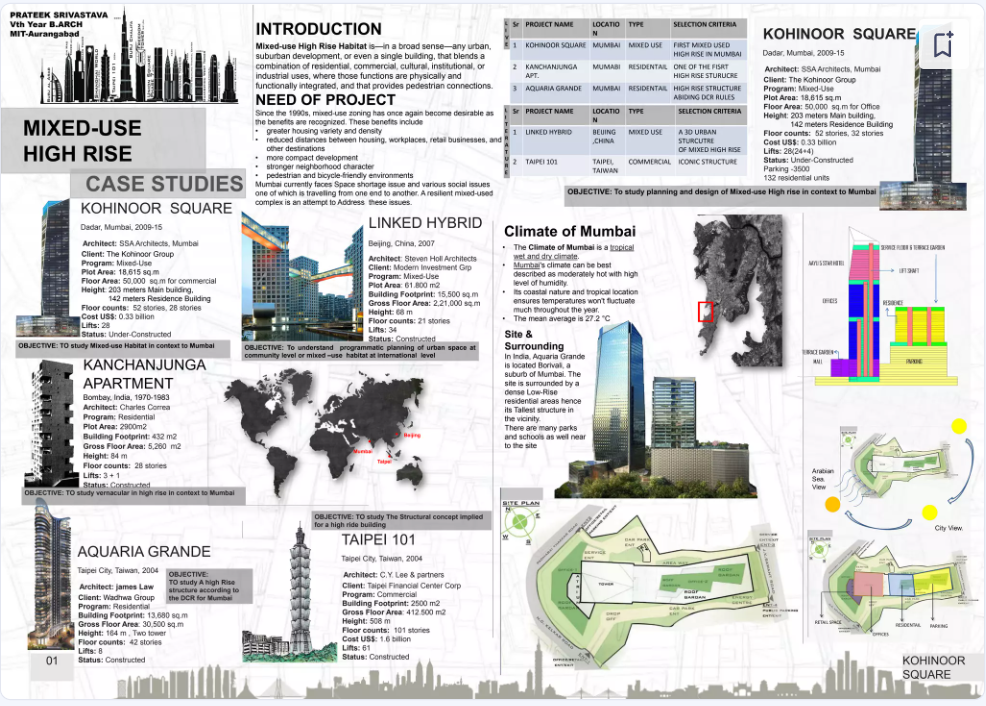 PRATEEK SRIVASTAVA
Vth Year B.ARCH
MIT-Aurangabad
MIXED-USE
HIGH RISE
CASE STUDIES
INTRODUCTION
Mixed-use High Rise Habitat is—in a broad sense—any urban,
suburban development, or even a single building, that blends a
combination of residential, commercial, cultural, institutional, or
industrial uses, where those functions are physically and
functionally integrated, and that provides pedestrian connections.
NEED OF PROJECT
Since the 1990s, mixed-use zoning has once again become desirable as
the benefits are recognized. These benefits include
• greater housing variety and density
• reduced distances between housing, workplaces, retail businesses, and
other destinations
• more compact development
• stronger neighborhood character
• pedestrian and bicycle-friendly environments
Mumbai currently faces Space shortage issue and various social issues
one of which is travelling from one end to another. A resilient mixed-used
complex is an attempt to Address these issues.
KOHINOOR SQUARE
Dadar, Mumbai, 2009-15
Architect: SSA Architects, Mumbai
Client: The Kohinoor Group
Program: Mixed-Use
Plot Area: 18,615 sq.m
Floor Area: 50,000 sq.m for commercial
Height: 203 meters Main building,
142 meters Residence Building
Floor counts: 52 stories, 28 stories
Cost US$: 0.33 billion
Lifts: 28
Status: Under-Constructed
OBJECTIVE: TO study Mixed-use Habitat in context to Mumbai
LINKED HYBRID
Beijing, China, 2007
Architect: Steven Holl Architects
Client: Modern Investment Grp
Program: Mixed-Use
Plot Area: 61.800 m2
Building Footprint: 15,500 sq.m
Gross Floor Area: 2,21,000 sq.m
Height: 68 m
Floor counts: 21 stories
Lifts: 34
Status: Constructed
OBJECTIVE: To understand programmatic planning of urban space at
community level or mixed –use habitat at international level
KANCHANJUNGA
APARTMENT
Bombay, India, 1970-1983
Architect: Charles Correa
Program: Residential
Plot Area: 2900m2
Building Footprint: 432 m2
Gross Floor Area: 5,260 m2
Height: 84 m
Floor counts: 28 stories
Lifts: 3 + 1
Status: Constructed
OBJECTIVE: TO study vernacular in high rise in context to Mumbai
Beijing
Mumbai
Taipei
AQUARIA GRANDE
Taipei City, Taiwan, 2004
Architect: james Law
Client: Wadhwa Group
Program: Residential
Building Footprint: 13,680 sq.m
Gross Floor Area: 30,500 sq.m
Height: 164 m , Two tower
Floor counts: 42 stories
Lifts: 8
Status: Constructed
OBJECTIVE:
TO study A high Rise
structure according to
the DCR for Mumbai
OBJECTIVE: TO study The Structural concept implied
for a high ride building
TAIPEI 101
Taipei City, Taiwan, 2004
Architect: C.Y. Lee & partners
Client: Taipei Financial Center Corp
Program: Commercial
Building Footprint: 2500 m2
Gross Floor Area: 412.500 m2
Height: 508 m
Floor counts: 101 stories
Cost US$: 1.6 billion
Lifts: 61
Status: Constructed
01
LIVE
Sr PROJECT NAME LOCATION TYPE SELECTION CRITERIA
1 KOHINOOR SQUARE MUMBAI MIXED USE FIRST MIXED USED HIGH RISE IN MUMBAI
2 KANCHANJUNGA APT. MUMABI RESIDENTAIL ONE OF THE FISRT HIGH RISE STURUCRE
3 AQUARIA GRANDE MUMBAI RESIDENTIAL HIGH RISE STRUCTURE ABIDING DCR RULES
LITERATURE
Sr PROJECT NAME LOCATION TYPE SELECTION CRITERIA
1 LINKED HYBRID BEIJING ,CHINA MIXED USE A 3D URBAN STURCUTRE OF MIXED HIGH RISE
2 TAIPEI 101 TAIPEI, TAIWAN COMMERCIAL ICONIC STRUCTURE
OBJECTIVE: To study planning and design of Mixed-use High rise in context to Mumbai
KOHINOOR SQUARE
Dadar, Mumbai, 2009-15
Architect: SSA Architects, Mumbai
Client: The Kohinoor Group
Program: Mixed-Use
Plot Area: 18,615 sq.m
Floor Area: 50,000 sq.m for Office
Height: 203 meters Main building,
142 meters Residence Building
Floor counts: 52 stories, 32 stories
Cost US$: 0.33 billion
Lifts: 28(24+4)
Status: Under-Constructed
Parking -3500
132 residential units
Climate of Mumbai
• The Climate of Mumbai is a tropical
wet and dry climate.
• Mumbai's climate can be best
described as moderately hot with high
level of humidity.
• Its coastal nature and tropical location
ensures temperatures won't fluctuate
much throughout the year.
• The mean average is 27.2 °C
Site &
Surrounding
In India, Aquaria Grande
is located Borivali, a
suburb of Mumbai. The
site is surrounded by a
dense Low-Rise
residential areas hence
its Tallest structure in
the vicinity.
There are many parks
and schools as well near
to the site
SERVICE FLOOR & TERRACE GARDEN
LIFT SHAFT
OFFICES
RESIDENCE
TERRACE GARDEN
MALL
PARKING
Arabian
Sea.
View
City View.
SITE PLAN
N
E
S
W
SERVICE
ENT
CAR PARK
ENT
TOWER
ROOF
GARDAN
DROP
OFF
CAR PARK
EXIT
SITE PLAN
RETAIL SPACE
OFFICES
RESIDENTAIL
PARKING
KOHINOOR
SQUARE